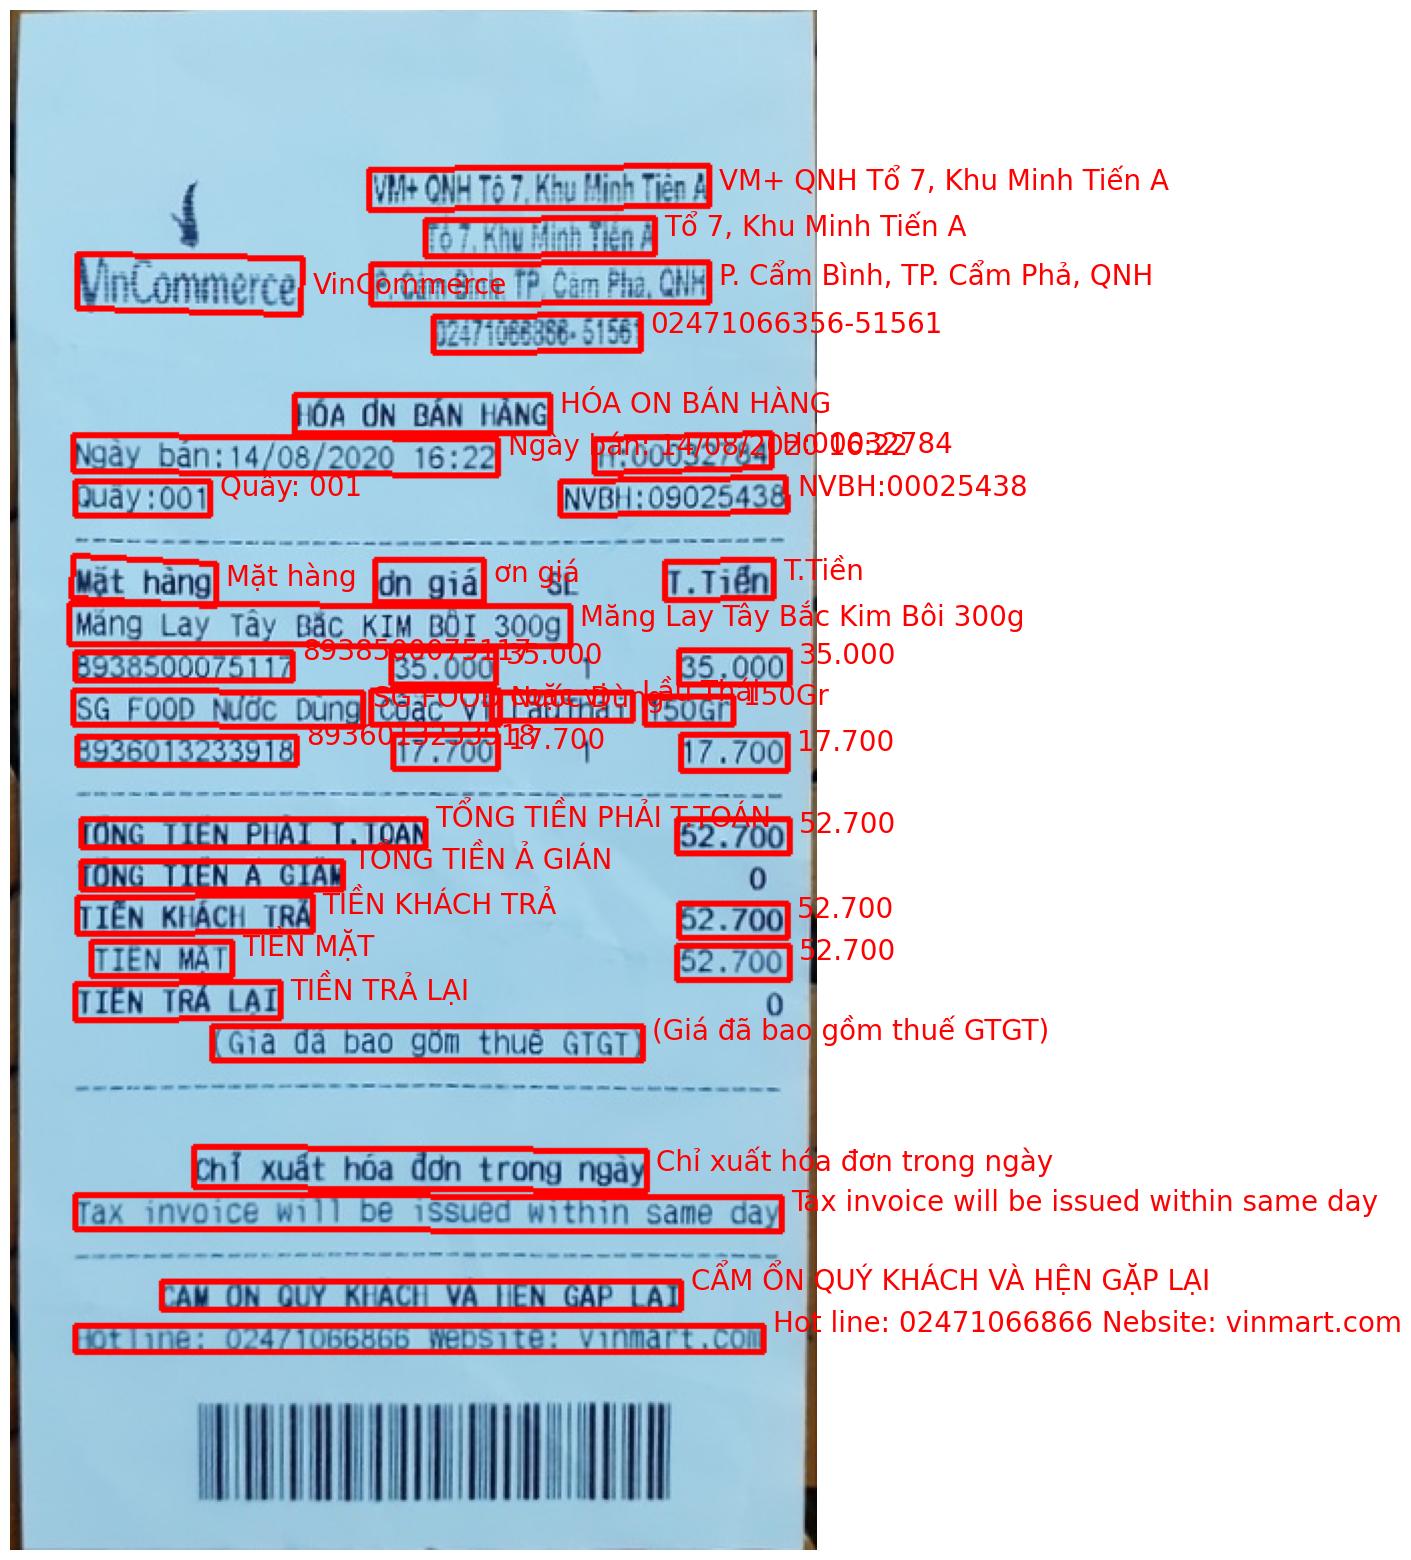 VM+ QNH Tổ 7, Khu Minh Tiến A VM+ QNH Tổ 7, Khu Minh Tiến A
Tổ 7, Khu Minh Tiến A Tổ 7, Khu Minh Tiến A
VinCommerce VinCommerce
P. Cẩm Bình, TP. Cẩm Phả, QNH P. Cẩm Bình, TP. Cẩm Phả, QNH
02471066356-51561
HÓA ƠN BÁN HÀNG HÓA ON BÁN HÀNG
Ngày bán:14/08/2020 16:22 Ngày bán: 14/08/2020 16:22 H:00032784 H:00032784
Quầy:001 Quầy: 001 NVBH:09025438 NVBH:00025438
Mặt hàng Mặt hàng ơn giá ơn giá SL T.Tiền T.Tiền
Măng Lay Tây Bắc KIM BÔI 300g Măng Lay Tây Bắc Kim Bôi 300g
8938500075117 8938500075117 35.000 35.000 1 35.000 35.000
SG FOOD Nước Dùng SG FOOD Nước Dùng Lầu Thái 150Gr 150Gr
8936013233918 8936013233918 17.700 17.700 1 17.700 17.700
TỔNG TIỀN PHẢI T.TOÁN TỔNG TIỀN PHẢI T.TOÁN 52.700 52.700
TỔNG TIỀN Ả GIẢM TỔNG TIỀN Ả GIÁN 0
TIỀN KHÁCH TRẢ TIỀN KHÁCH TRẢ 52.700 52.700
TIỀN MẶT TIỀN MẶT 52.700 52.700
TIỀN TRẢ LẠI TIỀN TRẢ LẠI 0
(Giá đã bao gồm thuế GTGT) (Giá đã bao gồm thuế GTGT)
Chỉ xuất hóa đơn trong ngày Chỉ xuất hóa đơn trong ngày
Tax invoice will be issued within same day Tax invoice will be issued within same day
CẢM ƠN QUÝ KHÁCH VÀ HẸN GẶP LẠI CẨM ỔN QUÝ KHÁCH VÀ HỆN GẶP LẠI
Hotline: 02471066866 Website: vinmart.com Hot line: 02471066866 Nebsite: vinmart.com